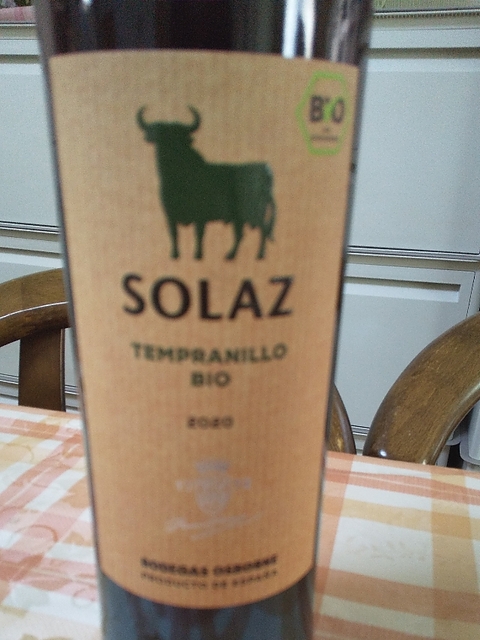 BIO
SOLAZ
TEMPRANILLO
BIO
2020
BODEGAS OSBORNE
PRODUCTO DE ESPAÑA